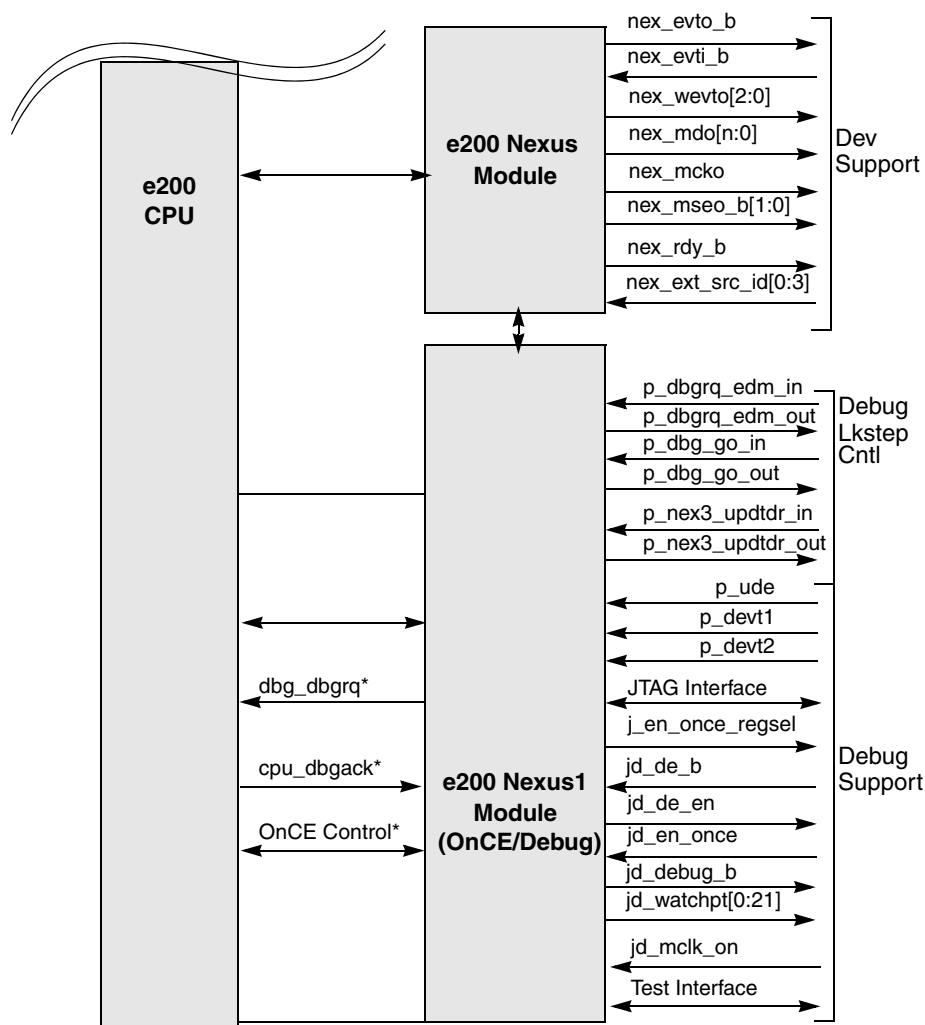 nex_evto_b
nex_evti_b
nex_wevto[2:0]
nex_mdo[n:0]
nex_mcko
nex_mseo_b[1:0]
nex_rdy_b
nex_ext_src_id[0:3]
Dev
Support
e200 Nexus
Module
e200
CPU
p_dbgrq_edm_in
p_dbgrq_edm_out
p_dbg_go_in
p_dbg_go_out
p_nex3_updtdr_in
p_nex3_updtdr_out
Debug
Lkstep
Cntl
p_ude
p_devt1
p_devt2
JTAG Interface
j_en_once_regsel
jd_de_b
jd_de_en
jd_en_once
jd_debug_b
jd_watchpt[0:21]
jd_mclk_on
Test Interface
Debug
Support
dbg_dbgrq*
cpu_dbgack*
OnCE Control*
e200 Nexus1
Module
(OnCE/Debug)